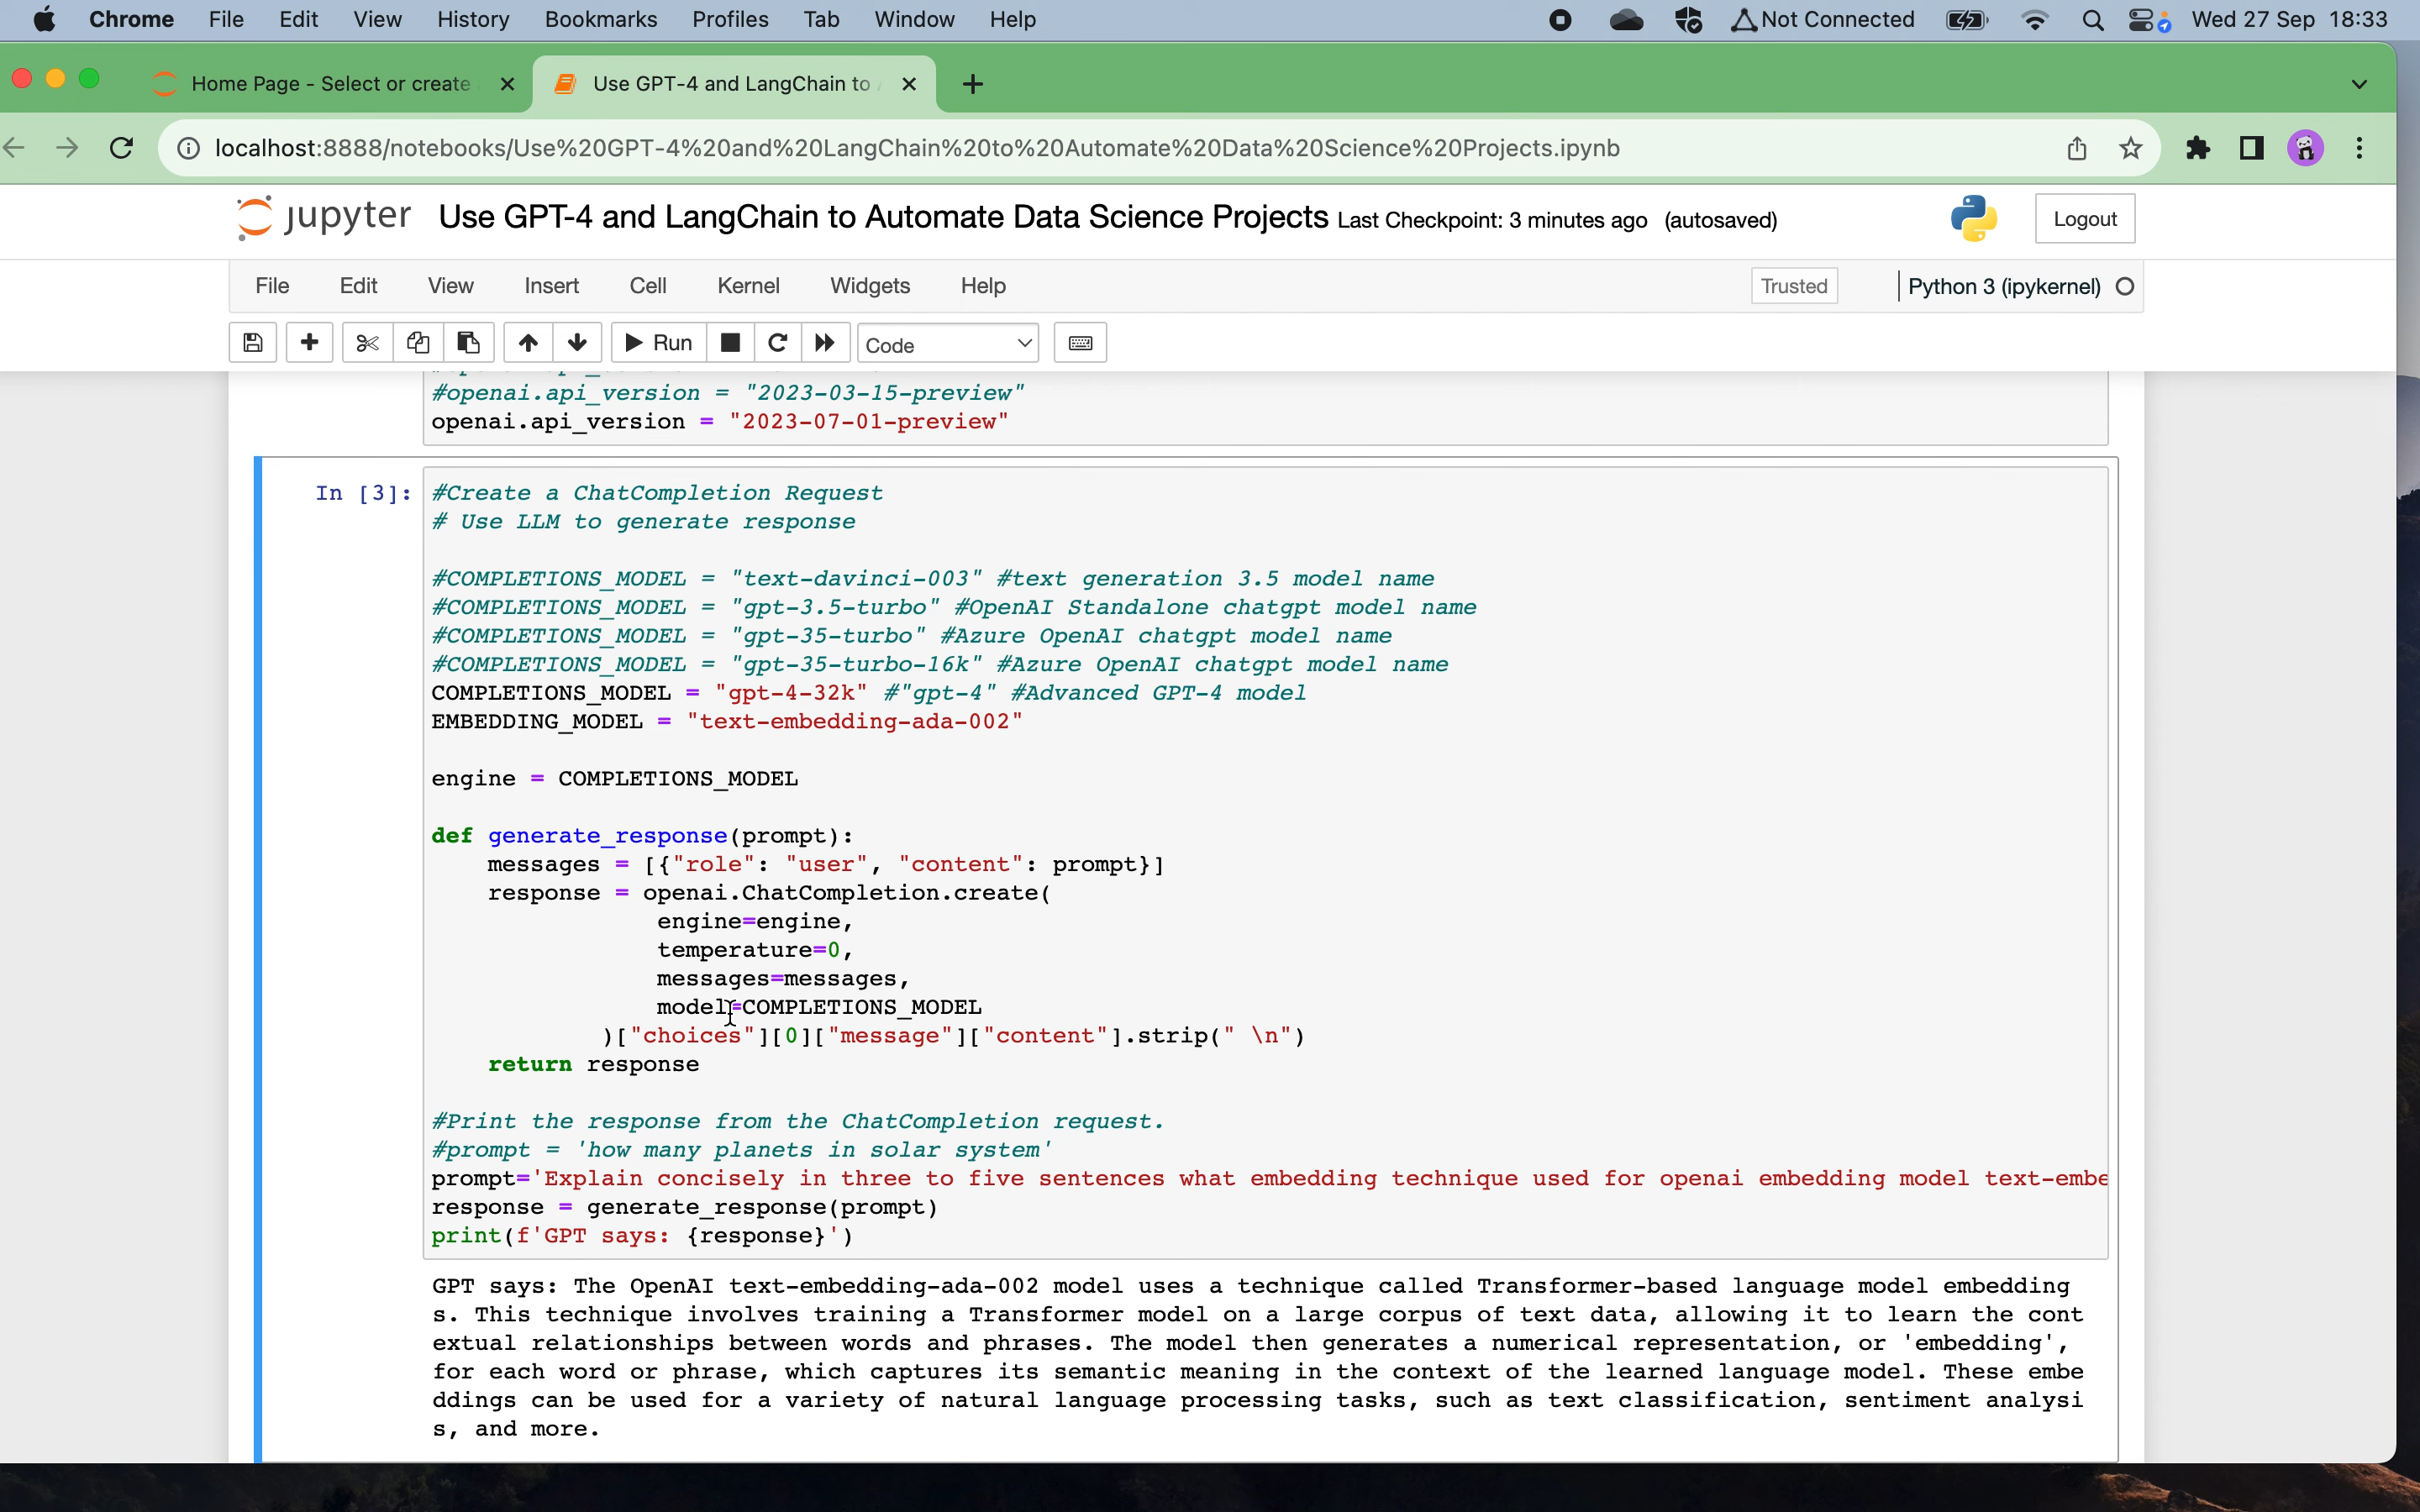 Chrome File Edit View History Bookmarks Profiles Tab Window Help Not Connected Wed 27 Sep 18:33
Home Page - Select or create Use GPT-4 and LangChain to
localhost:8888/notebooks/Use%20GPT-4%20and%20LangChain%20to%20Automate%20Data%20Science%20Projects.ipynb
jupyter Use GPT-4 and LangChain to Automate Data Science Projects Last Checkpoint: 3 minutes ago (autosaved) Logout
File Edit View Insert Cell Kernel Widgets Help Trusted Python 3 (ipykernel)
Run Code
#openai.api_version = "2023-03-15-preview"
openai.api_version = "2023-07-01-preview"
In [3]: #Create a ChatCompletion Request
# Use LLM to generate response
#COMPLETIONS_MODEL = "text-davinci-003" #text generation 3.5 model name
#COMPLETIONS_MODEL = "gpt-3.5-turbo" #OpenAI Standalone chatgpt model name
#COMPLETIONS_MODEL = "gpt-35-turbo" #Azure OpenAI chatgpt model name
#COMPLETIONS_MODEL = "gpt-35-turbo-16k" #Azure OpenAI chatgpt model name
COMPLETIONS_MODEL = "gpt-4-32k" #"gpt-4" #Advanced GPT-4 model
EMBEDDING_MODEL = "text-embedding-ada-002"
engine = COMPLETIONS_MODEL
def generate_response(prompt):
messages = [{"role": "user", "content": prompt}]
response = openai.ChatCompletion.create(
engine=engine,
temperature=0,
messages=messages,
model=COMPLETIONS_MODEL
)["choices"][0]["message"]["content"].strip(" \n")
return response
#Print the response from the ChatCompletion request.
#prompt = 'how many planets in solar system'
prompt='Explain concisely in three to five sentences what embedding technique used for openai embedding model text-embe
response = generate_response(prompt)
print(f'GPT says: {response}')
GPT says: The OpenAI text-embedding-ada-002 model uses a technique called Transformer-based language model embedding
s. This technique involves training a Transformer model on a large corpus of text data, allowing it to learn the cont
extual relationships between words and phrases. The model then generates a numerical representation, or 'embedding',
for each word or phrase, which captures its semantic meaning in the context of the learned language model. These embe
ddings can be used for a variety of natural language processing tasks, such as text classification, sentiment analysi
s, and more.